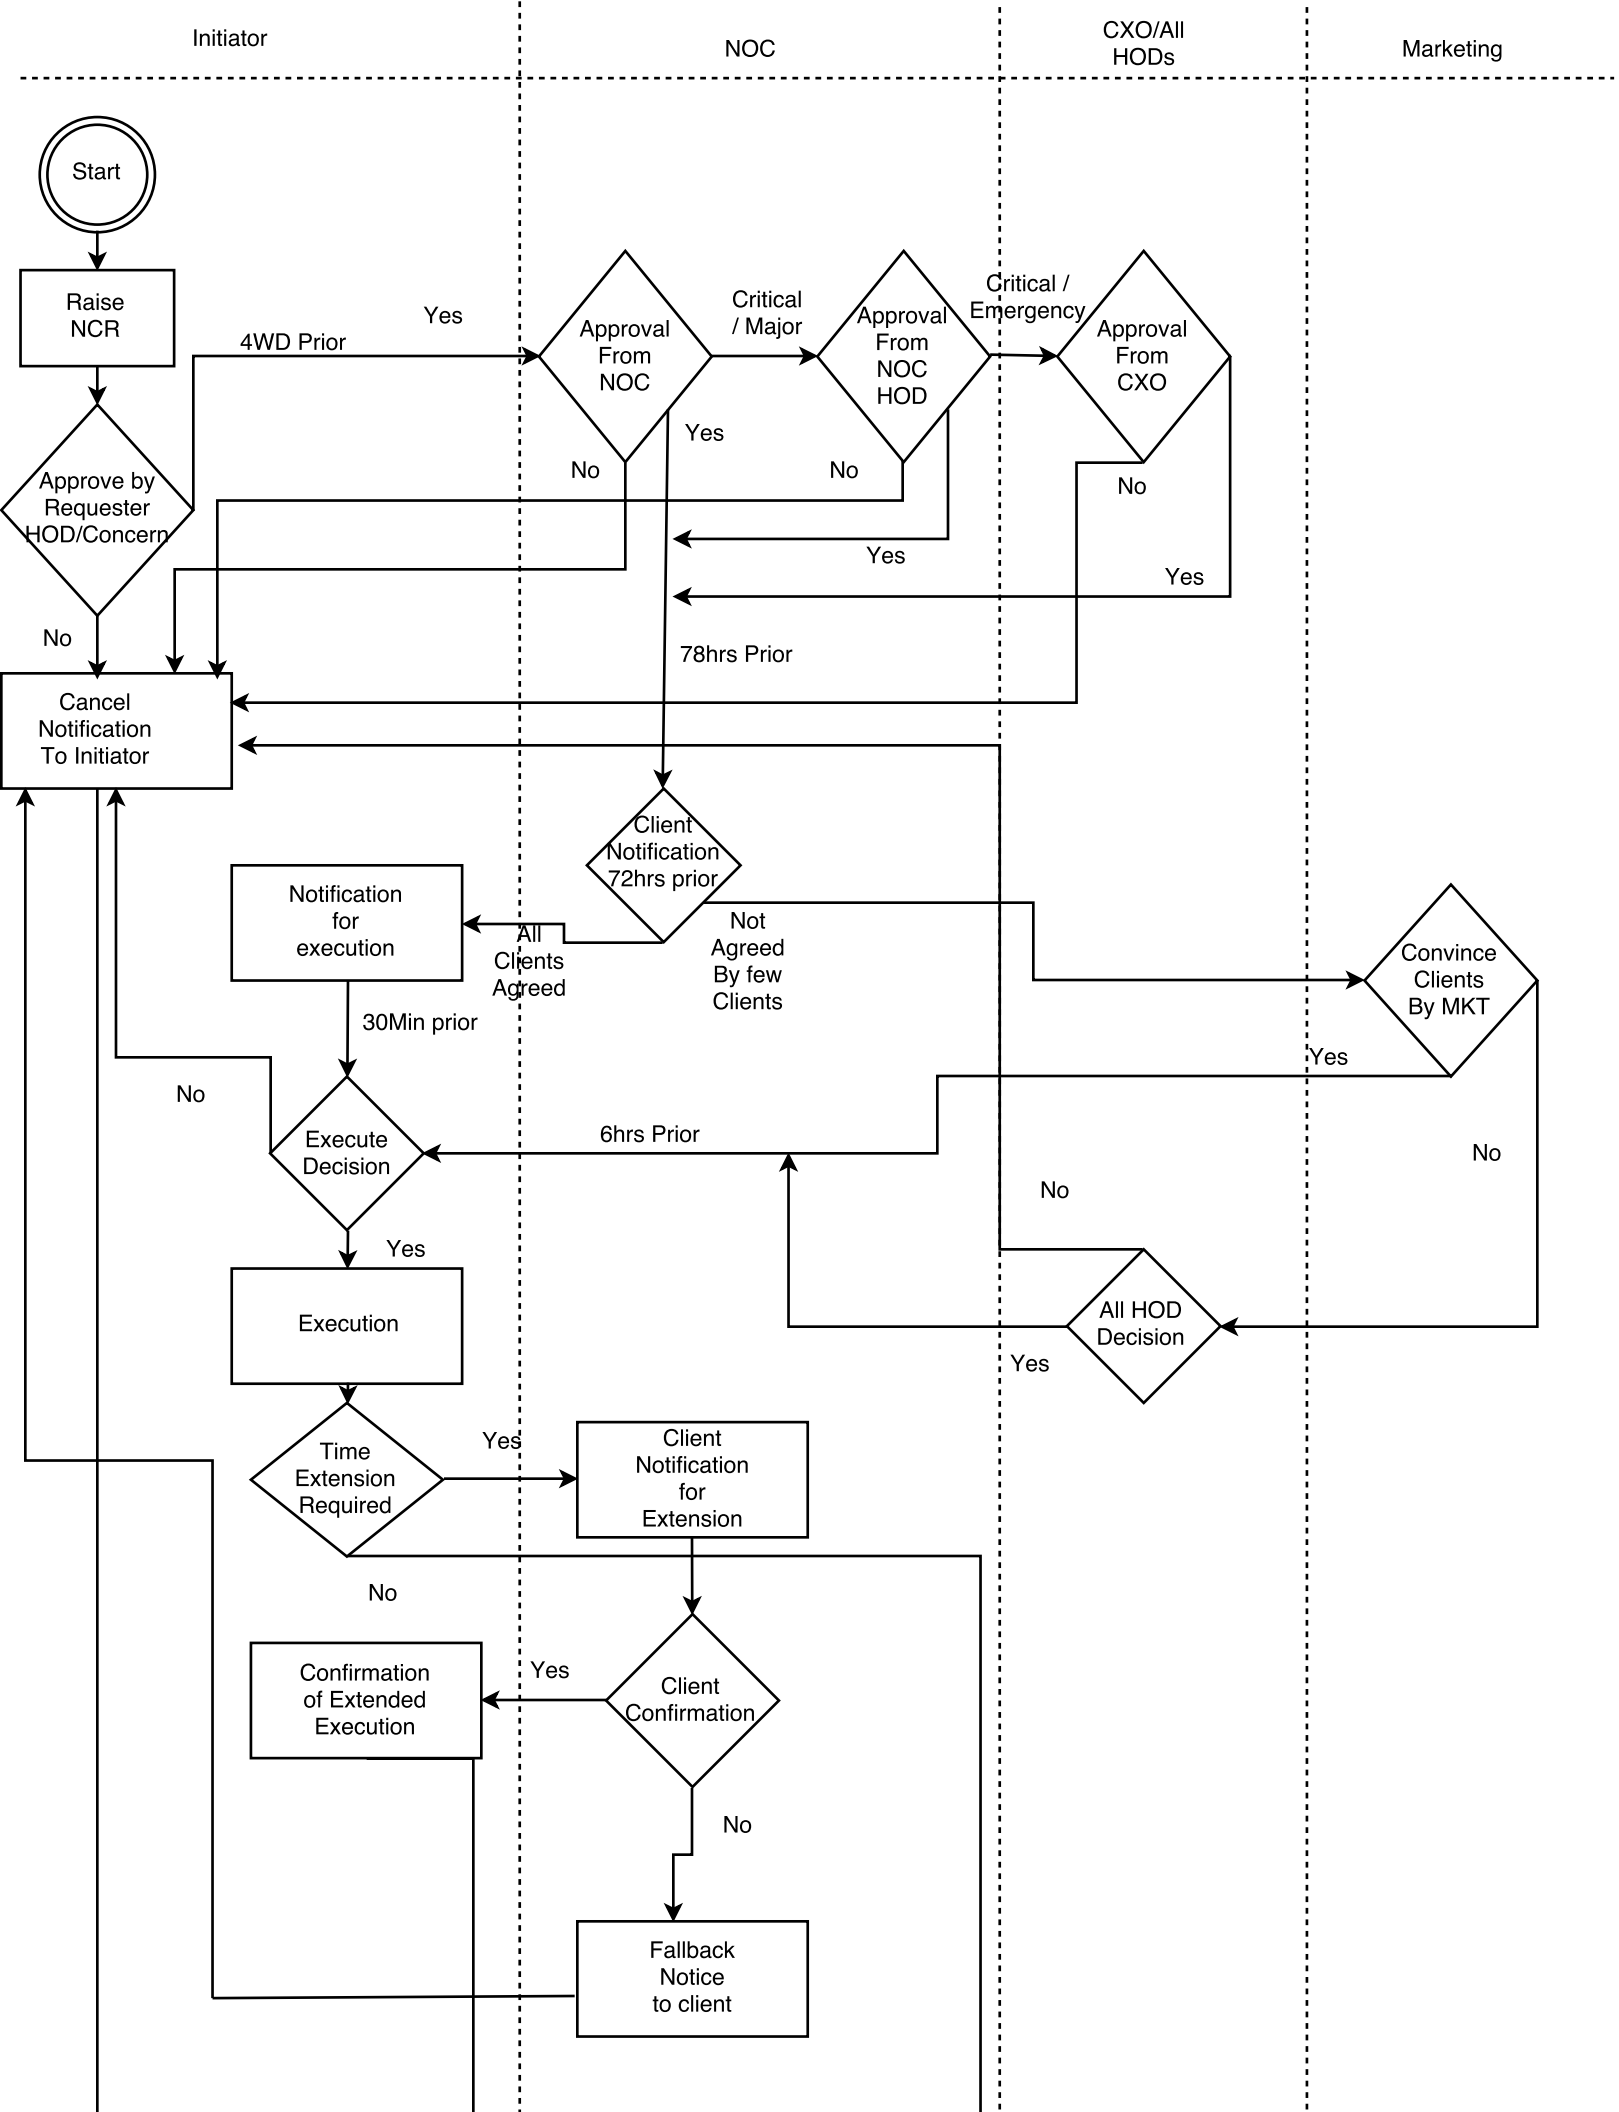 Initiator
NOC
CXO/All
HODs
Marketing
Start
Raise
NCR
4WD Prior
Yes
Approval
From
NOC
Critical
/ Major
Approval
From
NOC
HOD
Critical /
Emergency
Approval
From
CXO
Yes
No
No
No
Yes
Yes
Approve by
Requester
HOD/Concern
No
78hrs Prior
Cancel
Notification
To Initiator
Client
Notification
72hrs prior
Notification
for
execution
All
Clients
Agreed
Not
Agreed
By few
Clients
Convince
Clients
By MKT
30Min prior
Yes
No
No
6hrs Prior
Execute
Decision
No
Yes
All HOD
Decision
Yes
Execution
Time
Extension
Required
Yes
Client
Notification
for
Extension
No
Confirmation
of Extended
Execution
Yes
Client
Confirmation
No
Fallback
Notice
to client